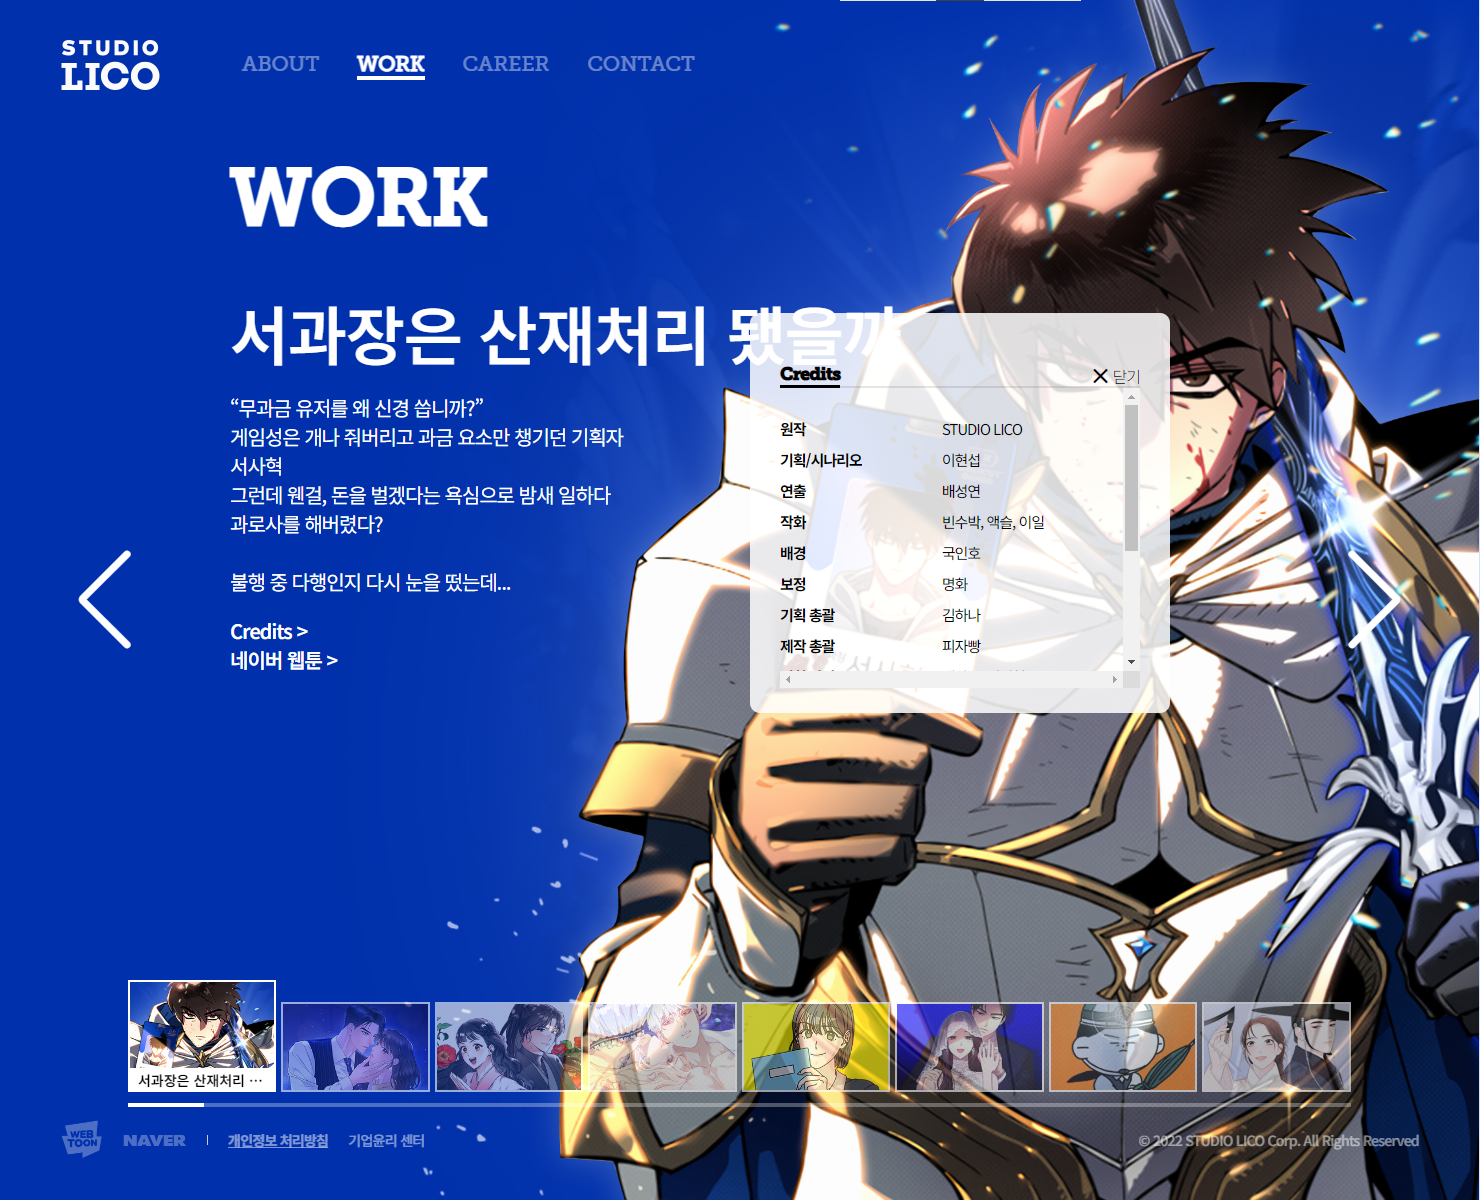 STUDIO
LICO
ABOUT WORK CAREER CONTACT
WORK
서과장은 산재처리 됐을까
“무과금 유저를 왜 신경 씁니까?”
게임성은 개나 줘버리고 과금 요소만 챙기던 기획자
서사혁
그런데 웬걸, 돈을 벌겠다는 욕심으로 밤새 일하다
과로사를 해버렸다?
불행 중 다행인지 다시 눈을 떴는데...
Credits >
네이버 웹툰 >
Credits
닫기
원작 STUDIO LICO
기획/시나리오 이현섭
연출 배성연
작화 빈수박, 액슬, 이일
배경 국인호
보정 명화
기획 총괄 김하나
제작 총괄 피자빵
서과장은 산재처리 ···
WEB
TOON
NAVER
개인정보 처리방침
기업윤리 센터
© 2022 STUDIO LICO Corp. All Rights Reserved